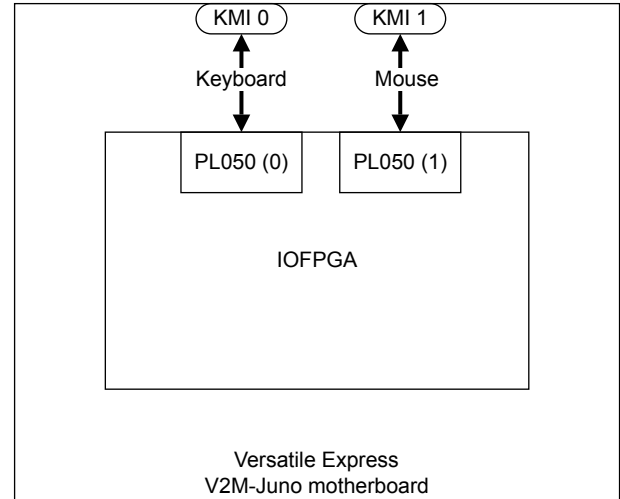 KMI 0
KMI 1
Keyboard
Mouse
PL050 (0)
PL050 (1)
IOFPGA
Versatile Express
V2M-Juno motherboard